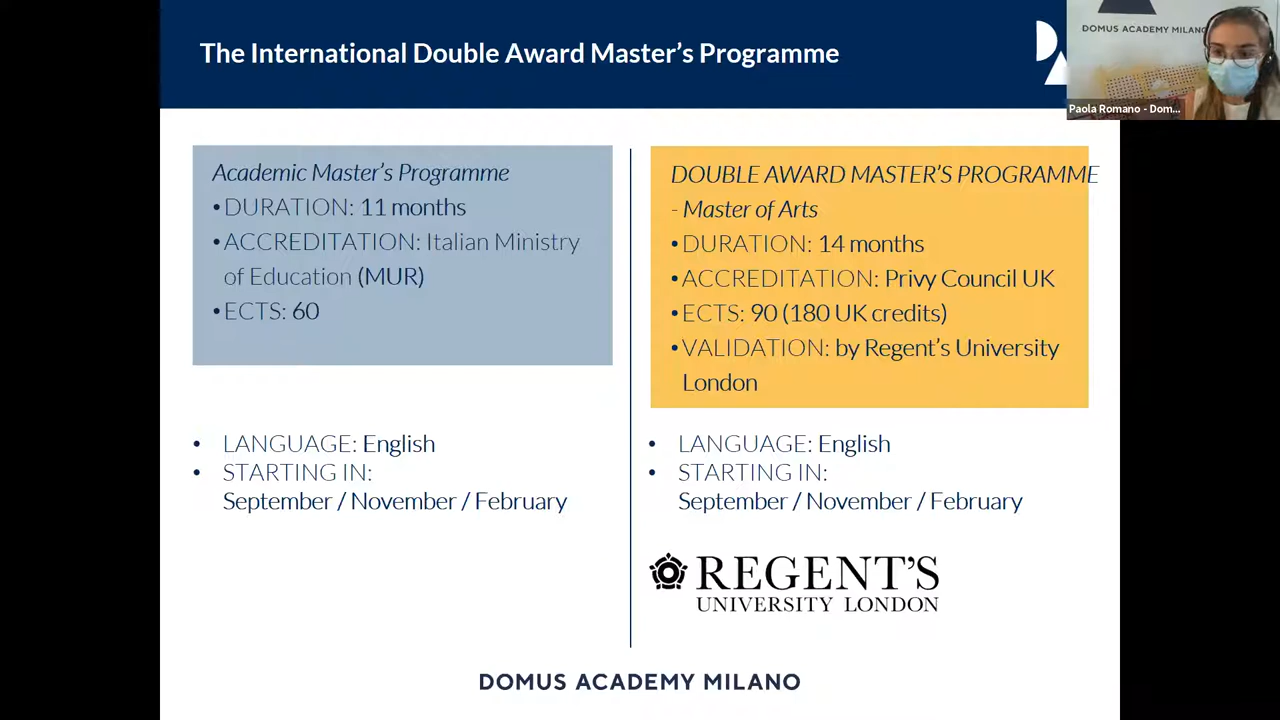 The International Double Award Master's Programme
DOMUS ACADEMY MILANO
Paola Romano - Dom...
Academic Master's Programme
•DURATION: 11 months
•ACCREDITATION: Italian Ministry
of Education (MUR)
•ECTS: 60
• LANGUAGE: English
• STARTING IN:
September / November / February
DOUBLE AWARD MASTER'S PROGRAMME
- Master of Arts
•DURATION: 14 months
•ACCREDITATION: Privy Council UK
•ECTS: 90 (180 UK credits)
•VALIDATION: by Regent's University
London
• LANGUAGE: English
• STARTING IN:
September / November / February
REGENT'S
UNIVERSITY LONDON
DOMUS ACADEMY MILANO